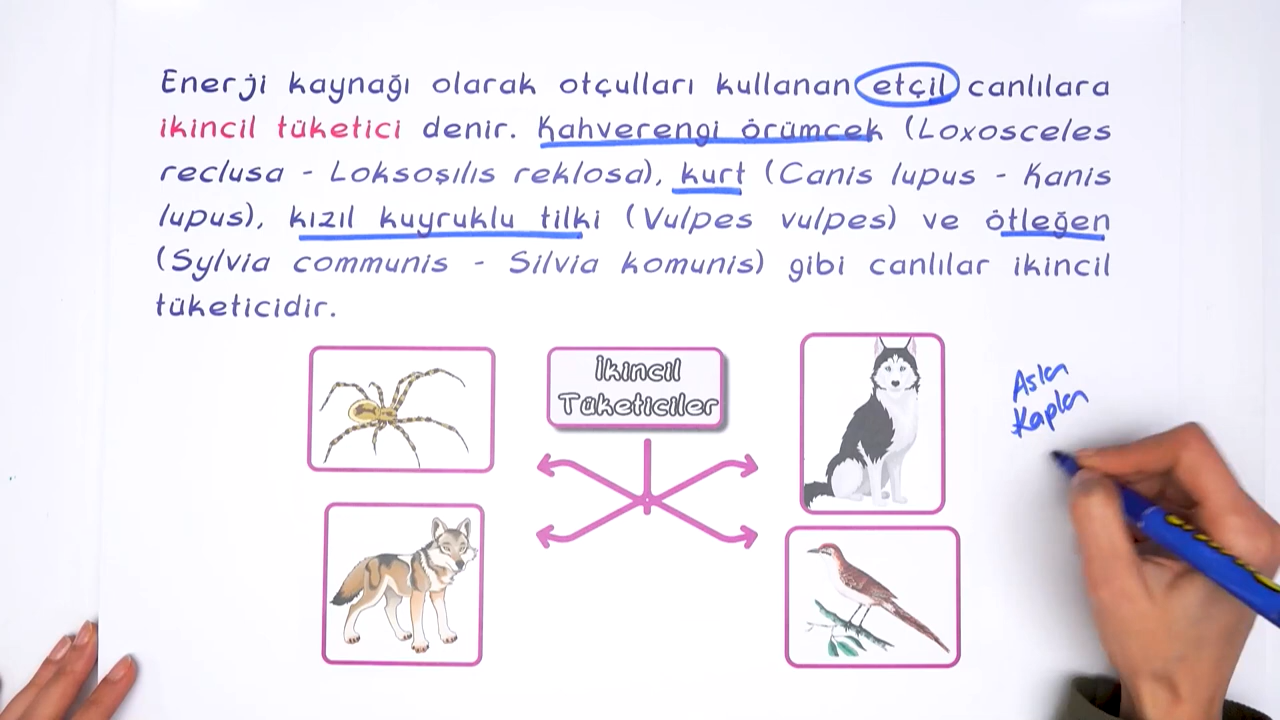 Enerji kaynağı olarak otçulları kullanan etçil canlılara
ikincil tüketici denir. Kahverengi örümcek (Loxosceles
reclusa - Loksoşılıs reklosa), kurt (Canis lupus - Kanis
lupus), kızıl kuyruklu tilki (Vulpes vulpes) ve ötleğen
(Sylvia communis - Silvia komunis) gibi canlılar ikincil
tüketicidir.
İkincil
Tüketiciler
Aslan
Kaplan